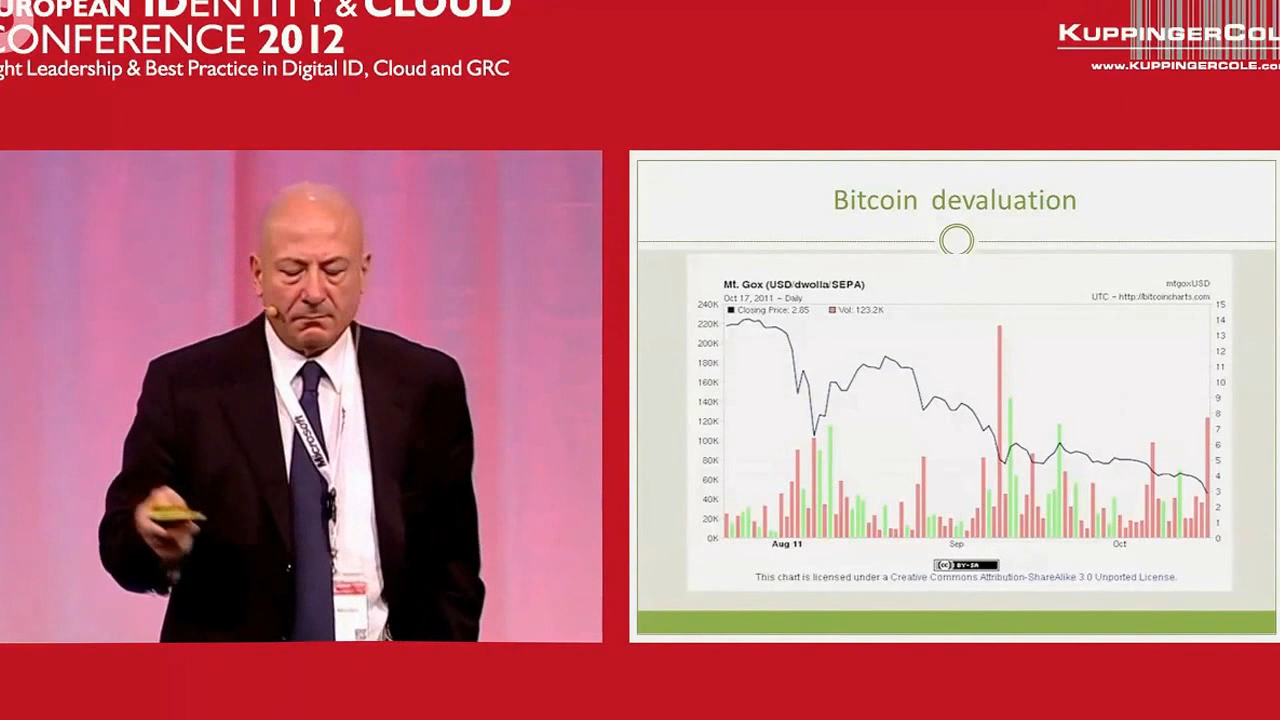 EUROPEAN IDENTITY & CLOUD
CONFERENCE 2012
ght Leadership & Best Practice in Digital ID, Cloud and GRC
KUPPINGERCOL
www.KUPPINGERCOLE.co
Microsoft
Bitcoin devaluation
Mt. Gox (USD/dwolla/SEPA)
mtgoxUSD
Oct 17, 2011 - Daily
UTC - http://bitcoincharts.com
Closing Price: 2.85
Vol: 123.2K
240K
220K
200K
180K
160K
140K
120K
100K
80K
60K
40K
20K
0K
15
14
13
12
11
10
9
8
7
6
5
4
3
2
1
0
Aug 11
Sep
Oct
(cc) BY-SA
This chart is licensed under a Creative Commons Attribution-ShareAlike 3.0 Unported License.